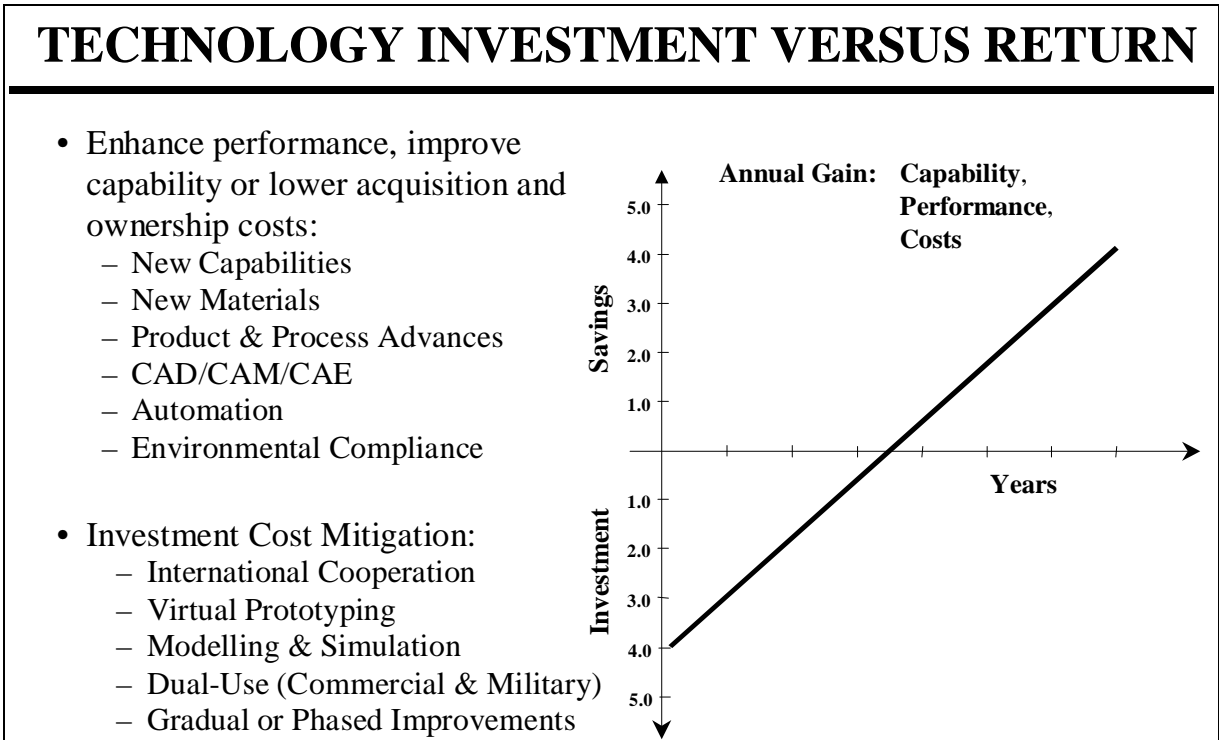 TECHNOLOGY INVESTMENT VERSUS RETURN
• Enhance performance, improve
capability or lower acquisition and
ownership costs:
– New Capabilities
– New Materials
– Product & Process Advances
– CAD/CAM/CAE
– Automation
– Environmental Compliance
• Investment Cost Mitigation:
– International Cooperation
– Virtual Prototyping
– Modelling & Simulation
– Dual-Use (Commercial & Military)
– Gradual or Phased Improvements
Annual Gain: Capability,
Performance,
Costs
Savings
5.0
4.0
3.0
2.0
1.0
Years
Investment
1.0
2.0
3.0
4.0
5.0